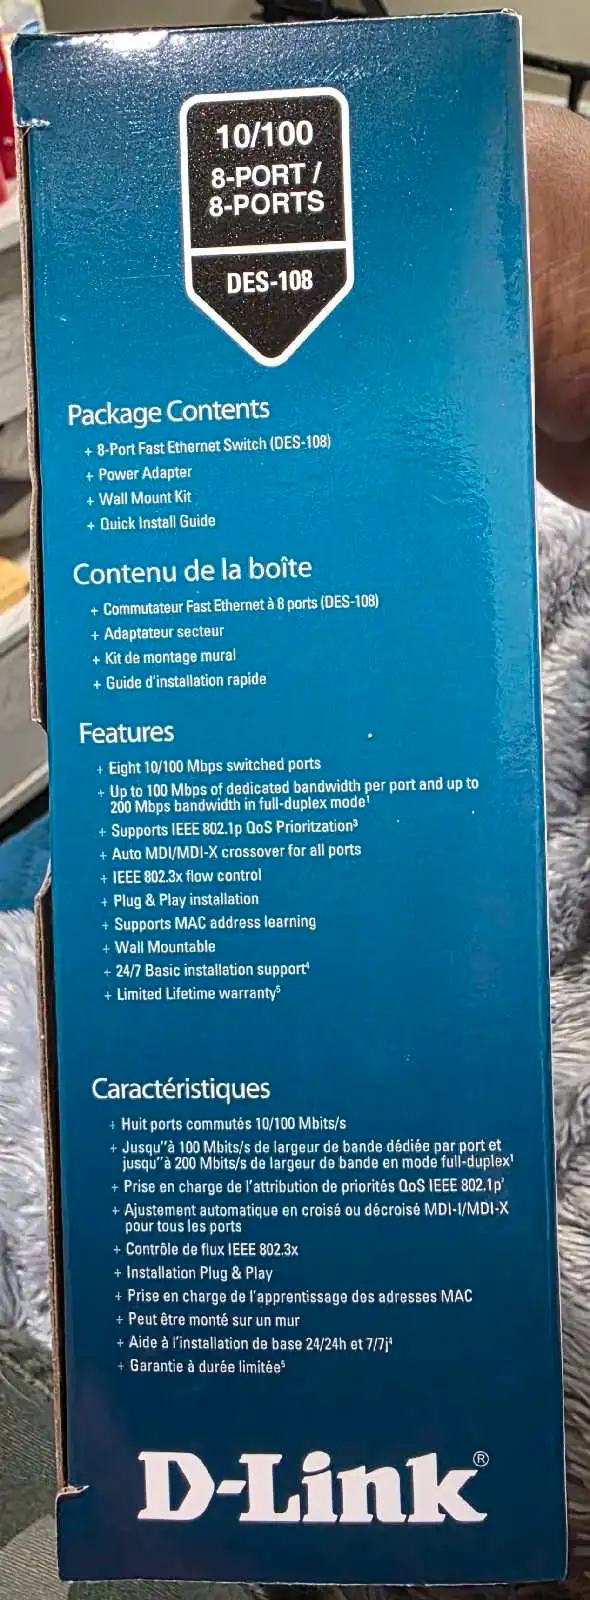 10/100
8-PORT /
8-PORTS
DES-108
Package Contents
+ 8-Port Fast Ethernet Switch (DES-108)
+ Power Adapter
+ Wall Mount Kit
+ Quick Install Guide
Contenu de la boîte
+ Commutateur Fast Ethernet à 8 ports (DES-108)
+ Adaptateur secteur
+ Kit de montage mural
+ Guide d'installation rapide
Features
+ Eight 10/100 Mbps switched ports
+ Up to 100 Mbps of dedicated bandwidth per port and up to
200 Mbps bandwidth in full-duplex mode¹
+ Supports IEEE 802.1p QoS Prioritzation³
+ Auto MDI/MDI-X crossover for all ports
+ IEEE 802.3x flow control
+ Plug & Play installation
+ Supports MAC address learning
+ Wall Mountable
+ 24/7 Basic installation support⁴
+ Limited Lifetime warranty⁵
Caractéristiques
+ Huit ports commutés 10/100 Mbits/s
+ Jusqu"à 100 Mbits/s de largeur de bande dédiée par port et
jusqu"à 200 Mbits/s de largeur de bande en mode full-duplex¹
+ Prise en charge de l'attribution de priorités QoS IEEE 802.1p
+ Ajustement automatique en croisé ou décroisé MDI-I/MDI-X
pour tous les ports
+ Contrôle de flux IEEE 802.3x
+ Installation Plug & Play
+ Prise en charge de l'apprentissage des adresses MAC
+ Peut être monté sur un mur
+ Aide à l'installation de base 24/24h et 7/7j⁴
+ Garantie à durée limitée⁵
D-Link®